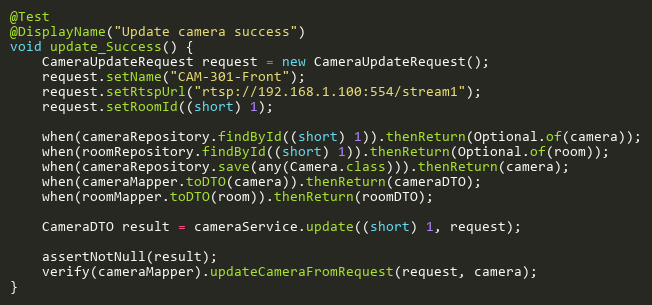 @Test
@DisplayName("Update camera success")
void update_Success() {
    CameraUpdateRequest request = new CameraUpdateRequest();
    request.setName("CAM-301-Front");
    request.setRtspUrl("rtsp://192.168.1.100:554/stream1");
    request.setRoomId((short) 1);

    when(cameraRepository.findById((short) 1)).thenReturn(Optional.of(camera));
    when(roomRepository.findById((short) 1)).thenReturn(Optional.of(room));
    when(cameraRepository.save(any(Camera.class))).thenReturn(camera);
    when(cameraMapper.toDTO(camera)).thenReturn(cameraDTO);
    when(roomMapper.toDTO(room)).thenReturn(roomDTO);

    CameraDTO result = cameraService.update((short) 1, request);

    assertNotNull(result);
    verify(cameraMapper).updateCameraFromRequest(request, camera);
}